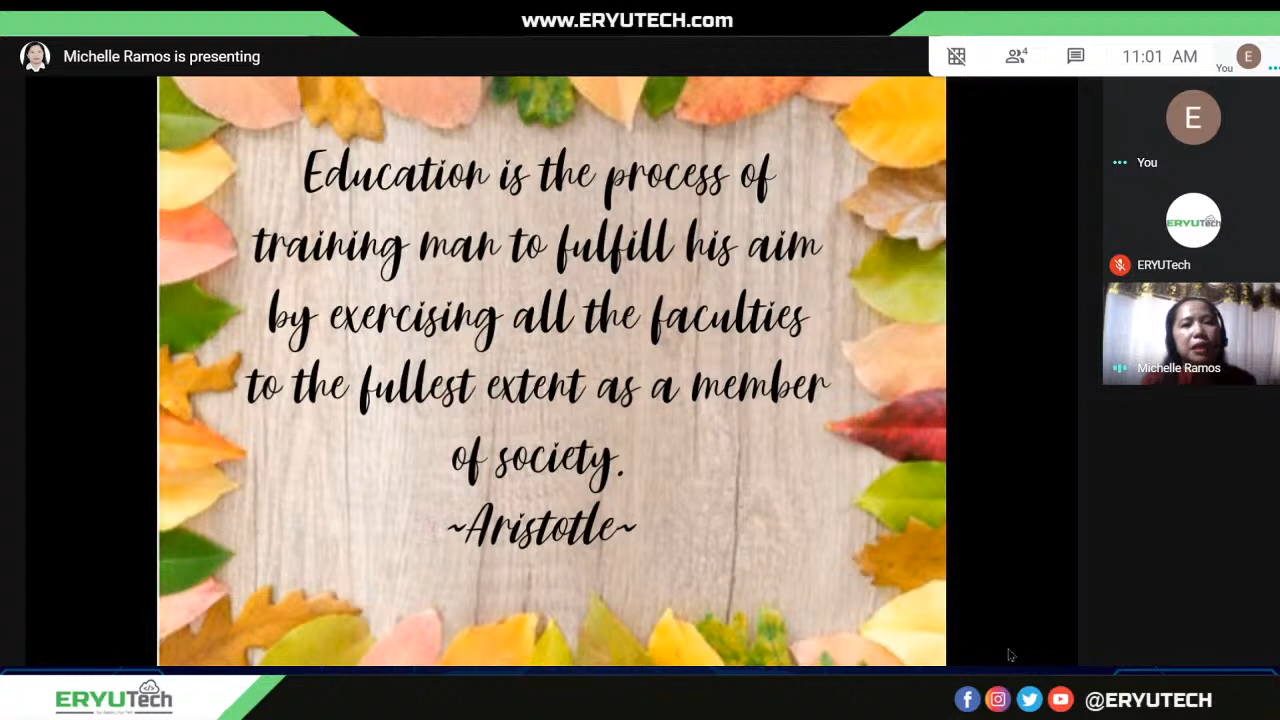 www.ERYUTECH.com
Michelle Ramos is presenting
4
11:01 AM
You
E
Education is the process of
training man to fulfill his aim
by exercising all the faculties
to the fullest extent as a member
of society.
~Aristotle~
E
You
ERYUTech
ERYUTech
Michelle Ramos
ERYUTech
@ERYUTECH